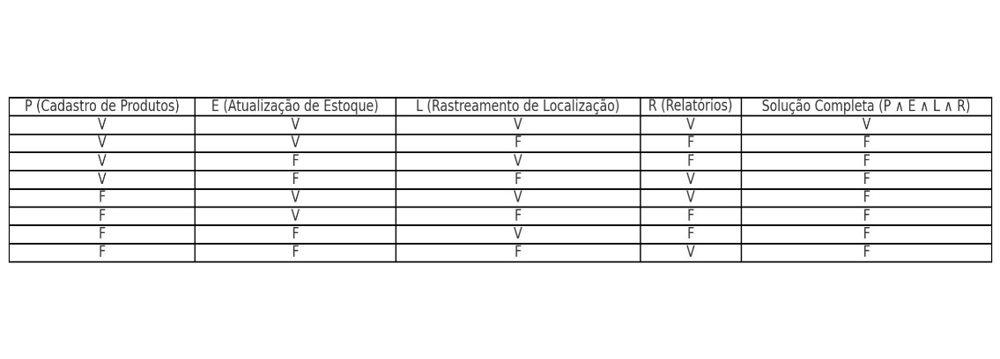 P (Cadastro de Produtos) E (Atualização de Estoque) L (Rastreamento de Localização) R (Relatórios) Solução Completa (P ∧ E ∧ L ∧ R)
V V V V V
V V F F F
V F V F F
V F F V F
F V V V F
F V F F F
F F V F F
F F F V F